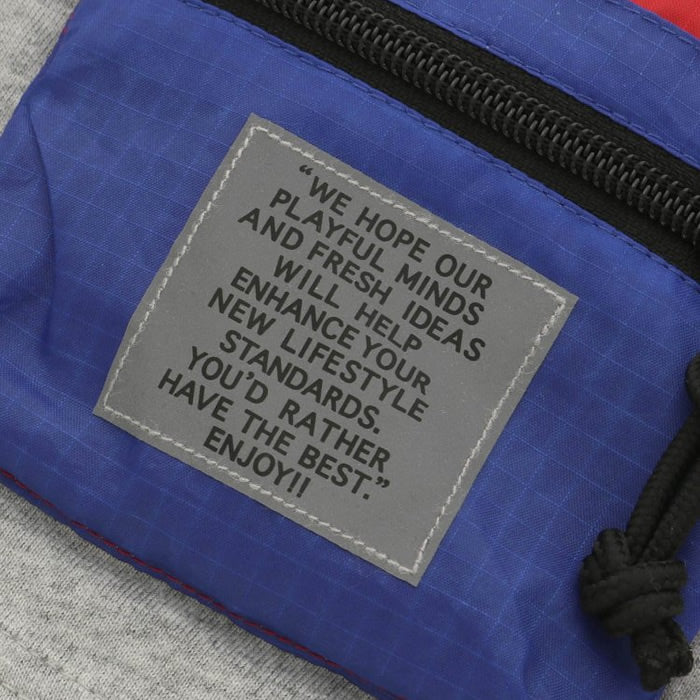 “WE HOPE OUR
PLAYFUL MINDS
AND FRESH IDEAS
WILL HELP
ENHANCE YOUR
NEW LIFESTYLE
STANDARDS.
YOU'D RATHER
HAVE THE BEST.”
ENJOY!!